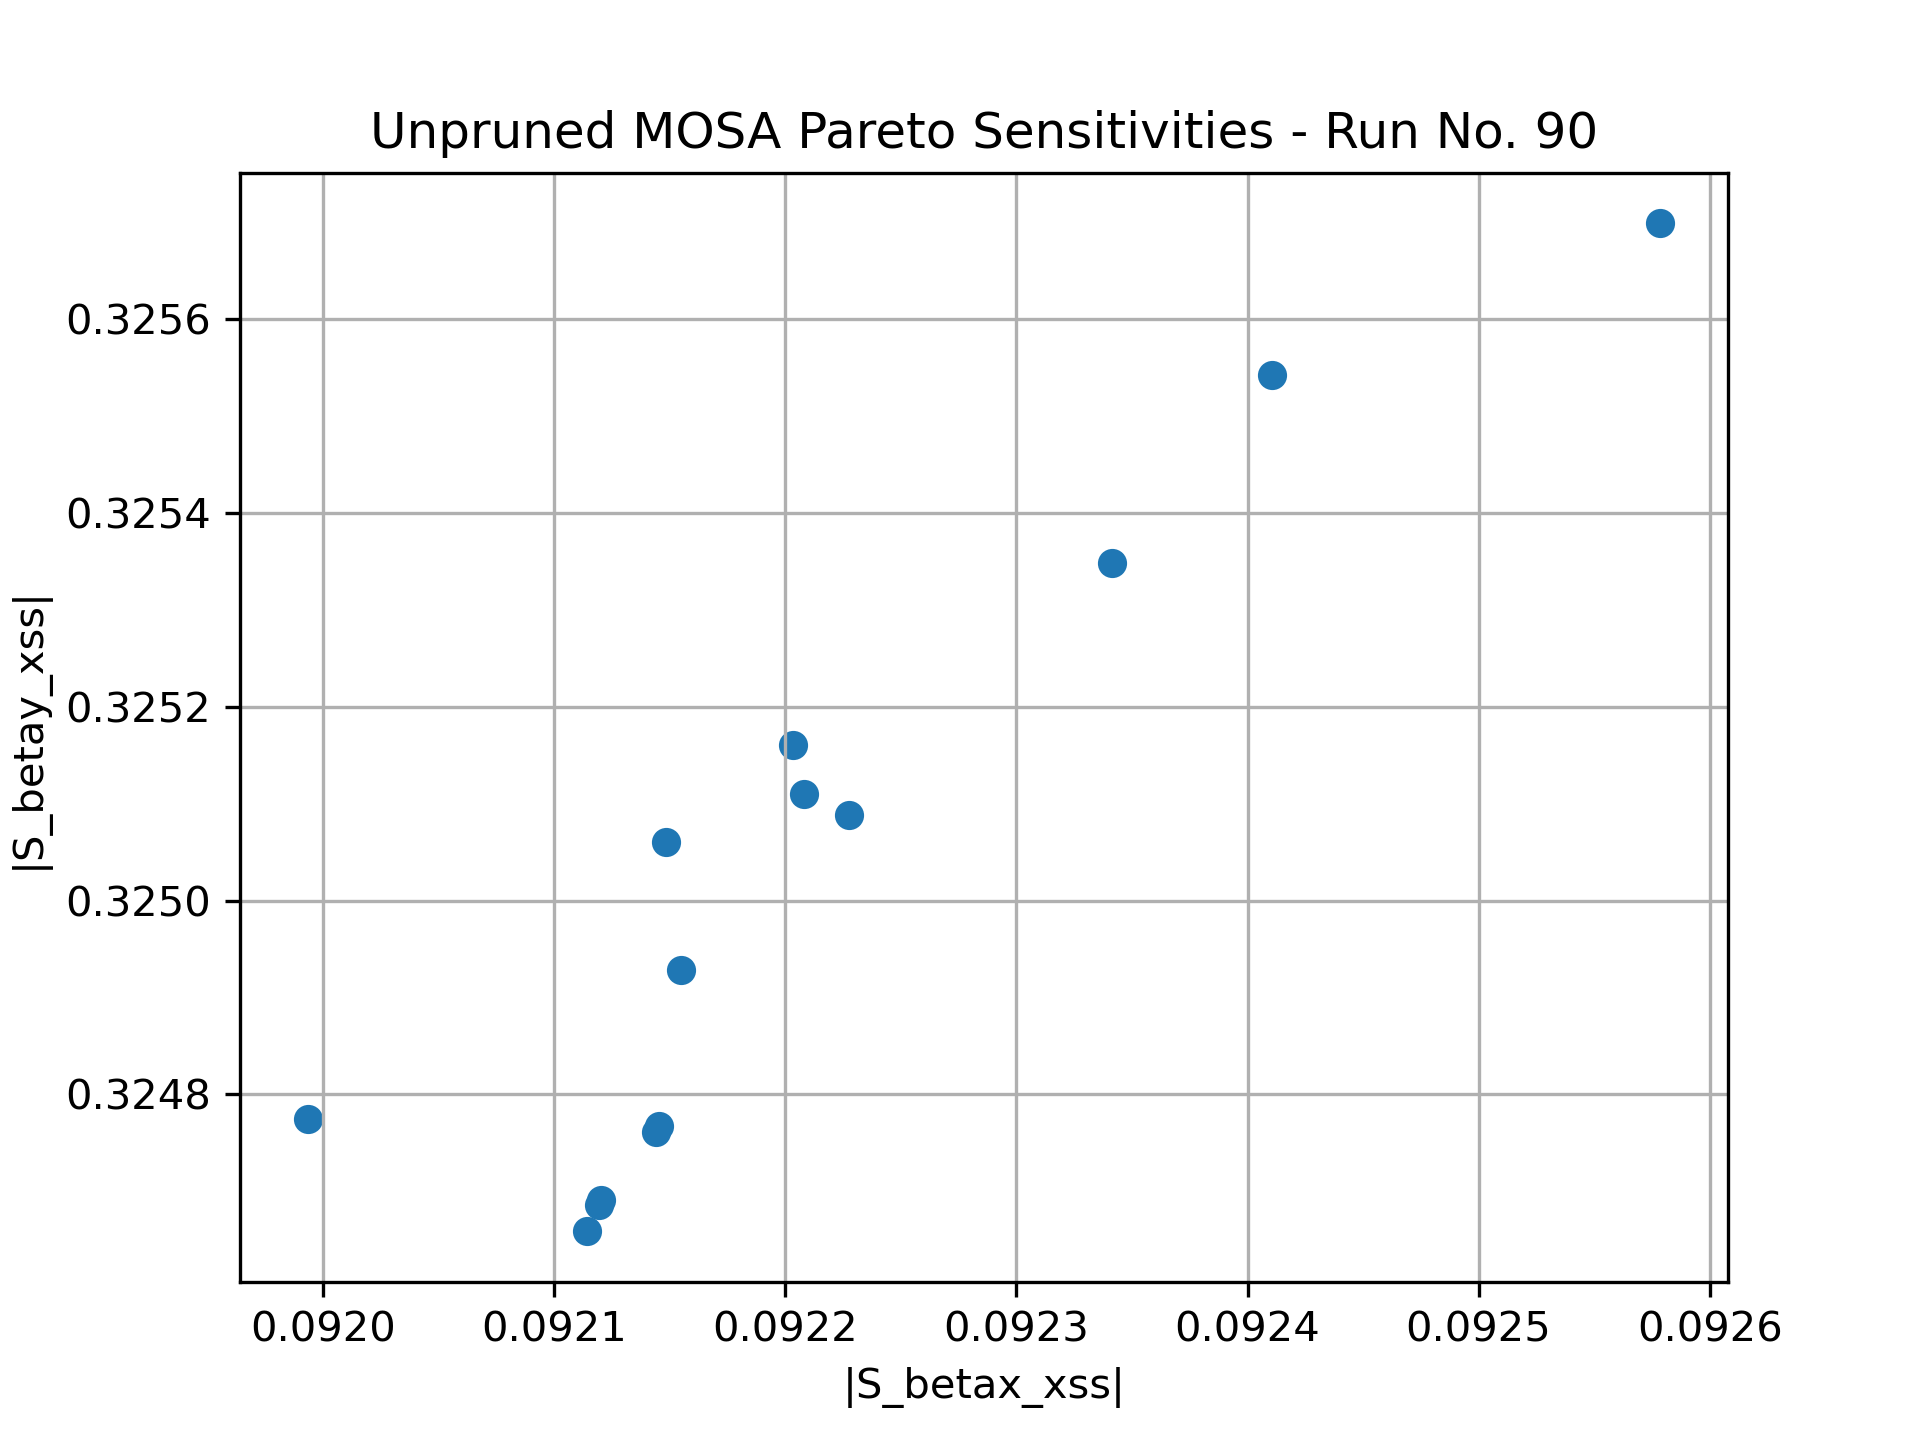 Unpruned MOSA Pareto Sensitivities - Run No. 90
|S_betay_xss|
0.3256
0.3254
0.3252
0.3250
0.3248
0.0920 0.0921 0.0922 0.0923 0.0924 0.0925 0.0926
|S_betax_xss|